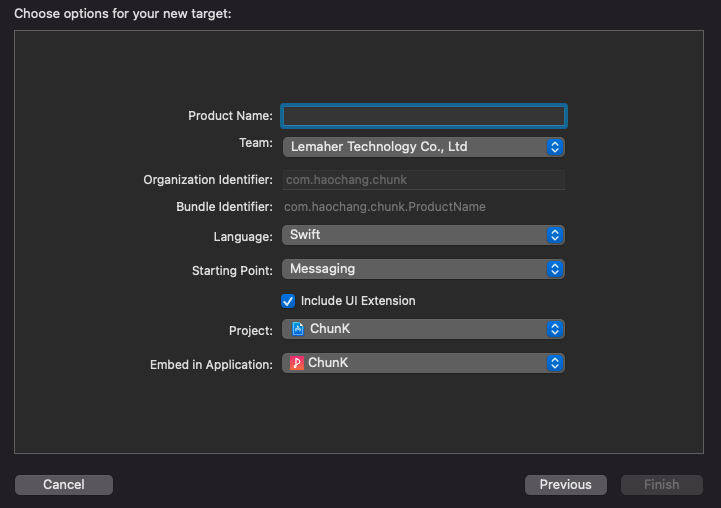 Choose options for your new target:
Product Name:
Team: Lemaher Technology Co., Ltd
Organization Identifier: com.haochang.chunk
Bundle Identifier: com.haochang.chunk.ProductName
Language: Swift
Starting Point: Messaging
Include UI Extension
Project: ChunK
Embed in Application: ChunK
Cancel Previous Finish